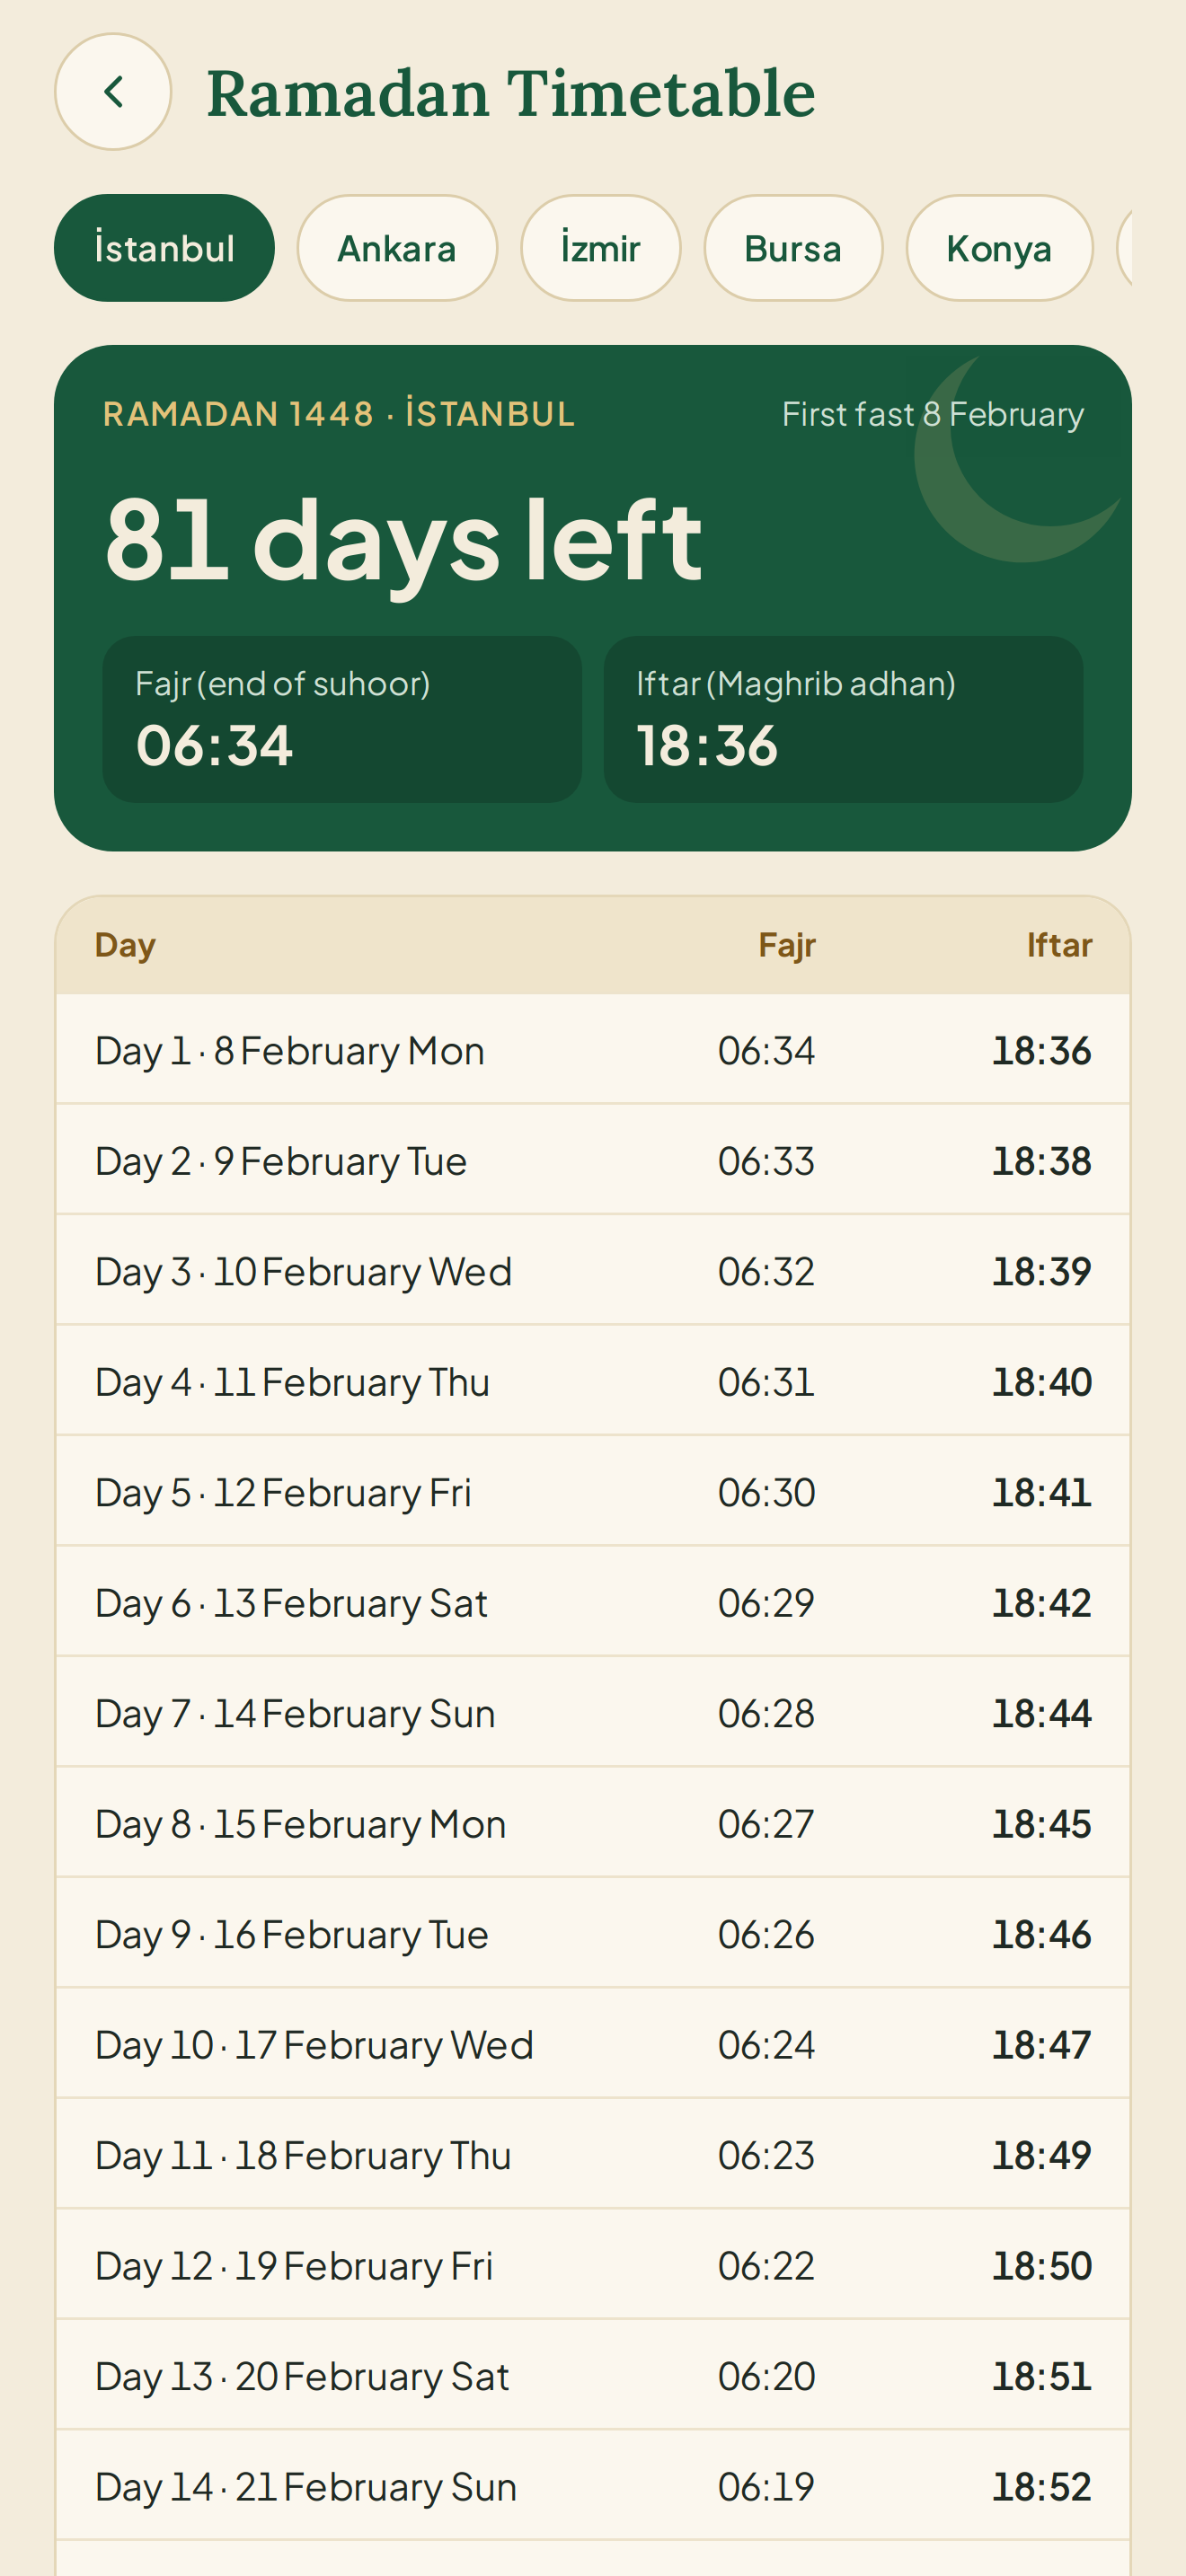 Ramadan Timetable
İstanbul Ankara İzmir Bursa Konya
RAMADAN 1448 · İSTANBUL First fast 8 February
81 days left
Fajr (end of suhoor) Iftar (Maghrib adhan)
06:34 18:36
Day Fajr Iftar
Day 1 · 8 February Mon 06:34 18:36
Day 2 · 9 February Tue 06:33 18:38
Day 3 · 10 February Wed 06:32 18:39
Day 4 · 11 February Thu 06:31 18:40
Day 5 · 12 February Fri 06:30 18:41
Day 6 · 13 February Sat 06:29 18:42
Day 7 · 14 February Sun 06:28 18:44
Day 8 · 15 February Mon 06:27 18:45
Day 9 · 16 February Tue 06:26 18:46
Day 10 · 17 February Wed 06:24 18:47
Day 11 · 18 February Thu 06:23 18:49
Day 12 · 19 February Fri 06:22 18:50
Day 13 · 20 February Sat 06:20 18:51
Day 14 · 21 February Sun 06:19 18:52